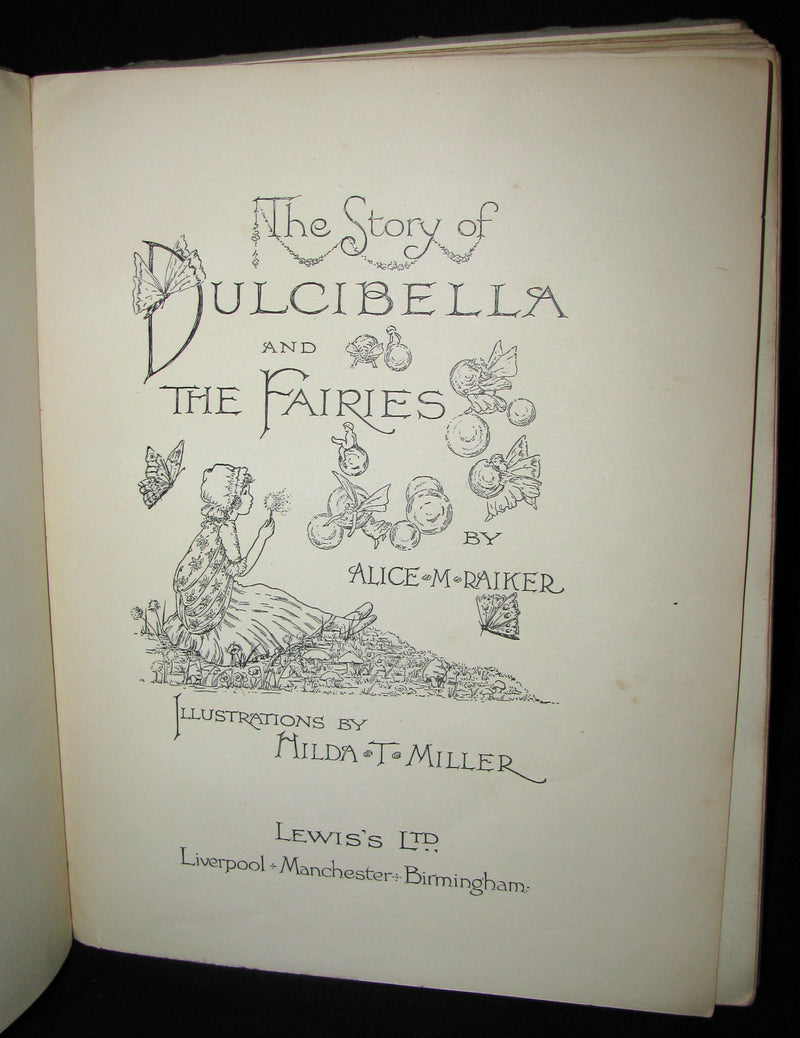 The Story of
DULCIBELLA
AND
THE FAIRIES
BY
ALICE • M • RAIKER
ILLUSTRATIONS BY
HILDA • T • MILLER
LEWIS'S LTD
Liverpool + Manchester + Birmingham